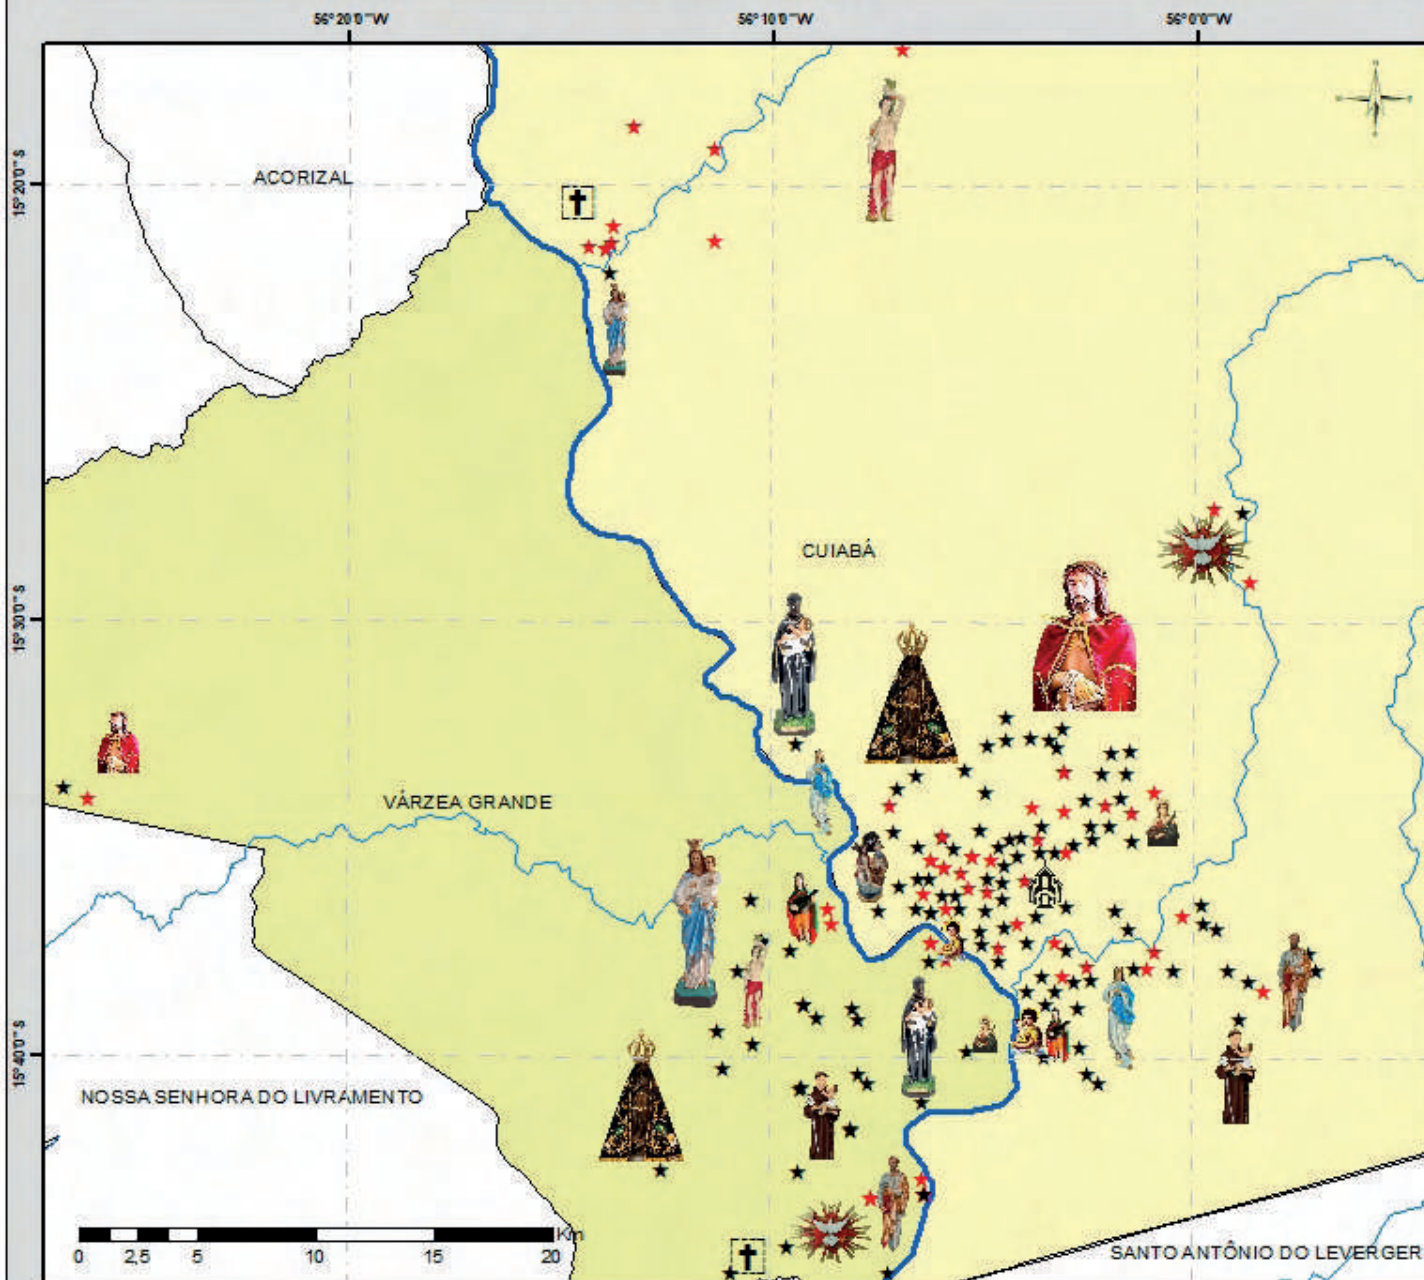 56°20'0"W
56°10'0"W
56°0'0"W
15°20'0"S
ACORIZAL
CUIABÁ
15°30'0"S
VÁRZEA GRANDE
15°40'0"S
NOSSA SENHORA DO LIVRAMENTO
Km
0 2,5 5 10 15 20
SANTO ANTÔNIO DO LEVERGER